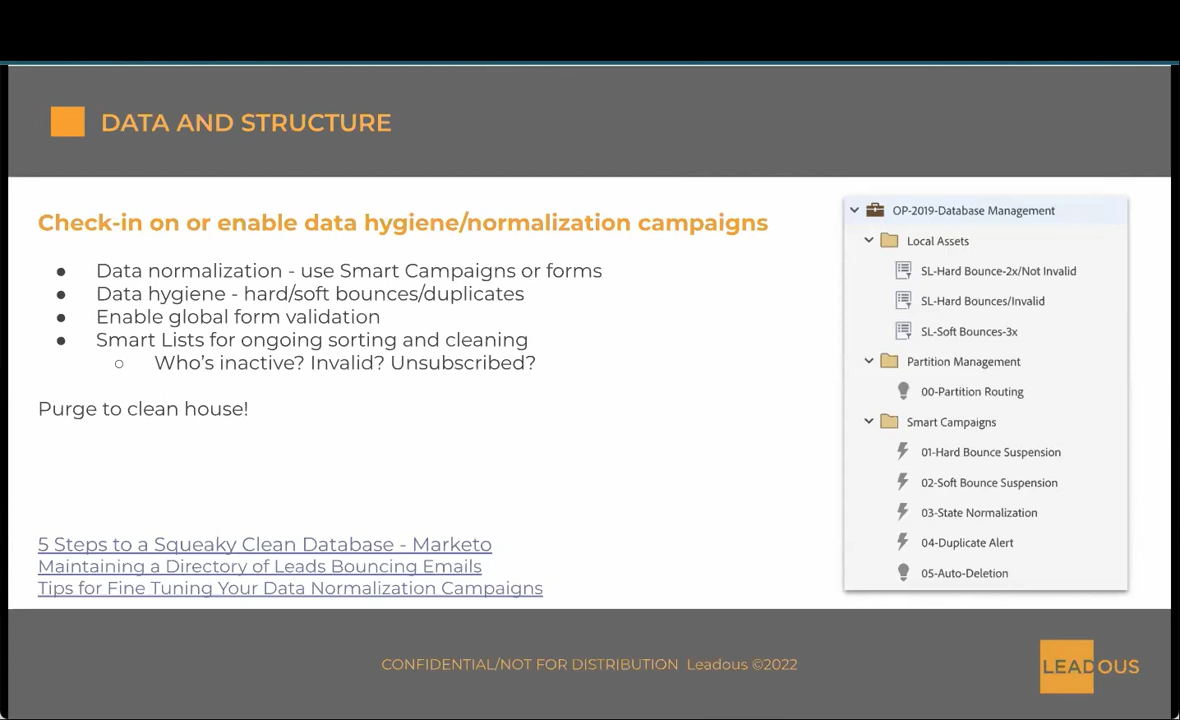 DATA AND STRUCTURE
Check-in on or enable data hygiene/normalization campaigns
● Data normalization - use Smart Campaigns or forms
● Data hygiene - hard/soft bounces/duplicates
● Enable global form validation
● Smart Lists for ongoing sorting and cleaning
○ Who's inactive? Invalid? Unsubscribed?
Purge to clean house!
5 Steps to a Squeaky Clean Database - Marketo
Maintaining a Directory of Leads Bouncing Emails
Tips for Fine Tuning Your Data Normalization Campaigns
OP-2019-Database Management
Local Assets
SL-Hard Bounce-2x/Not Invalid
SL-Hard Bounces/Invalid
SL-Soft Bounces-3x
Partition Management
00-Partition Routing
Smart Campaigns
01-Hard Bounce Suspension
02-Soft Bounce Suspension
03-State Normalization
04-Duplicate Alert
05-Auto-Deletion
CONFIDENTIAL/NOT FOR DISTRIBUTION Leadous ©2022
LEADOUS